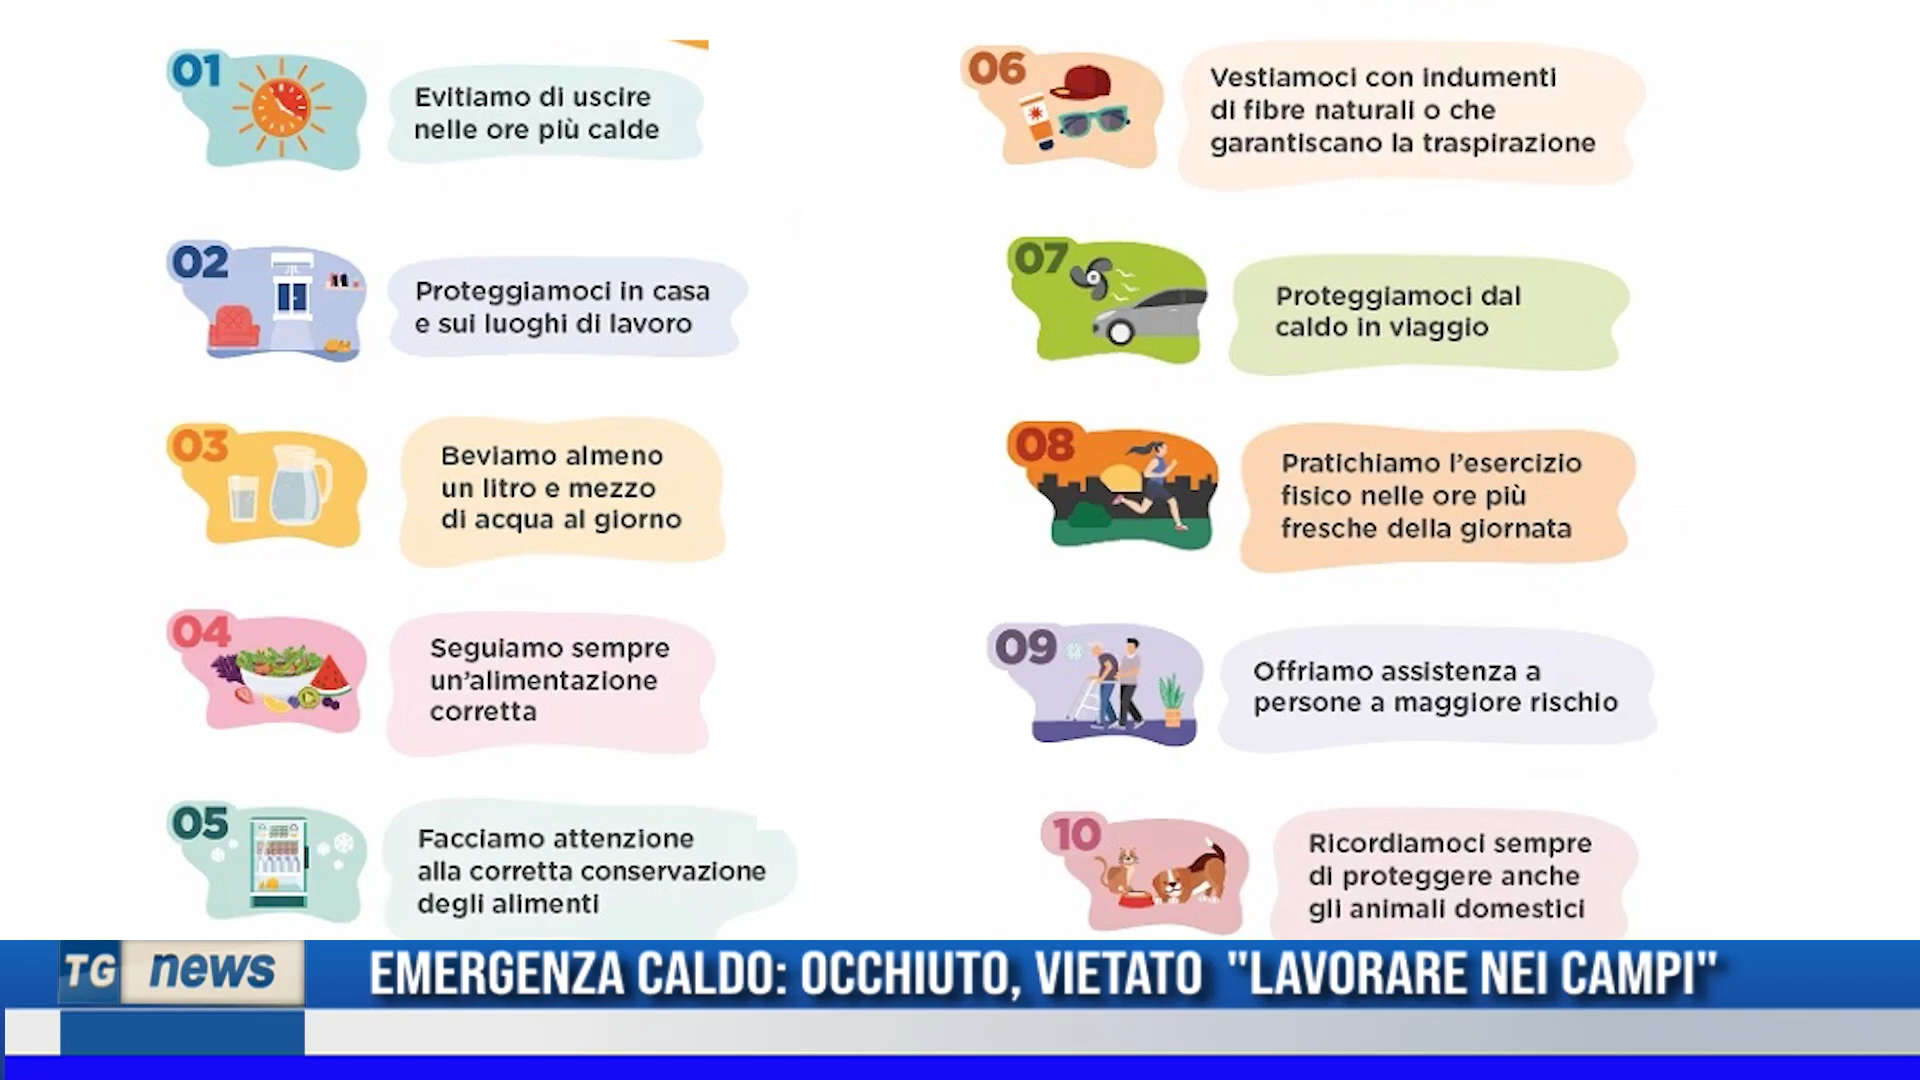 01
Evitiamo di uscire
nelle ore più calde
02
Proteggiamoci in casa
e sui luoghi di lavoro
03
Beviamo almeno
un litro e mezzo
di acqua al giorno
04
Seguiamo sempre
un'alimentazione
corretta
05
Facciamo attenzione
alla corretta conservazione
degli alimenti
06
Vestiamoci con indumenti
di fibre naturali o che
garantiscano la traspirazione
07
Proteggiamoci dal
caldo in viaggio
08
Pratichiamo l'esercizio
fisico nelle ore più
fresche della giornata
09
Offriamo assistenza a
persone a maggiore rischio
10
Ricordiamoci sempre
di proteggere anche
gli animali domestici
TG news
EMERGENZA CALDO: OCCHIUTO, VIETATO "LAVORARE NEI CAMPI"